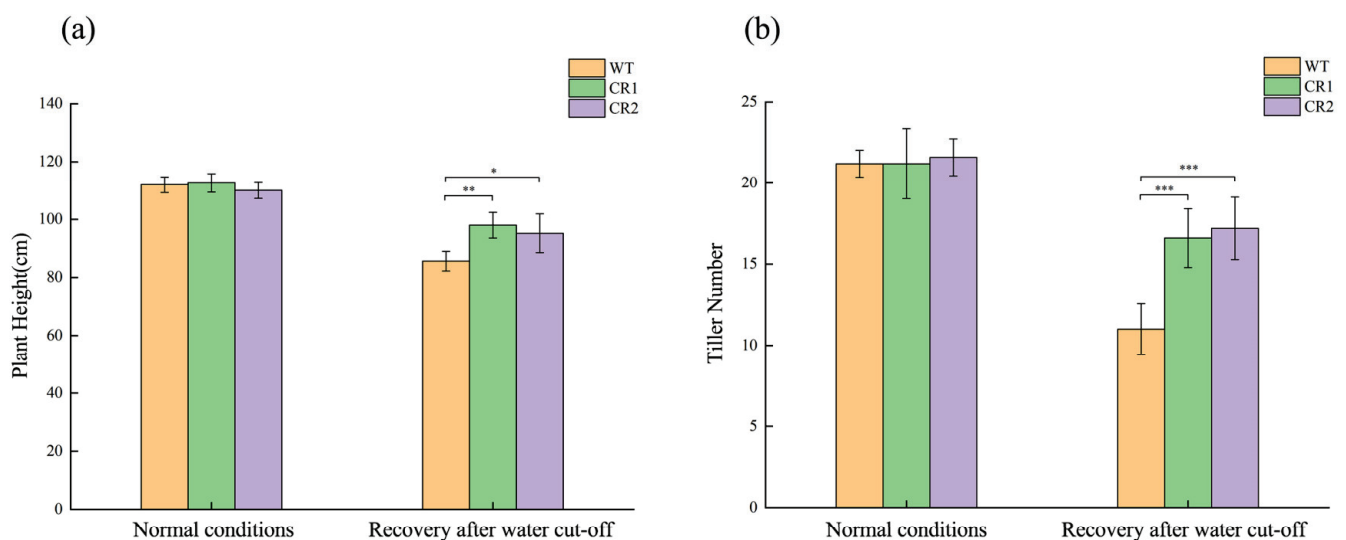 (a)
WT
CR1
CR2
140
120
100
80
60
40
20
0
Plant Height(cm)
*
**
Normal conditions
Recovery after water cut-off
(b)
WT
CR1
CR2
25
20
15
10
5
0
Tiller Number
***
***
Normal conditions
Recovery after water cut-off